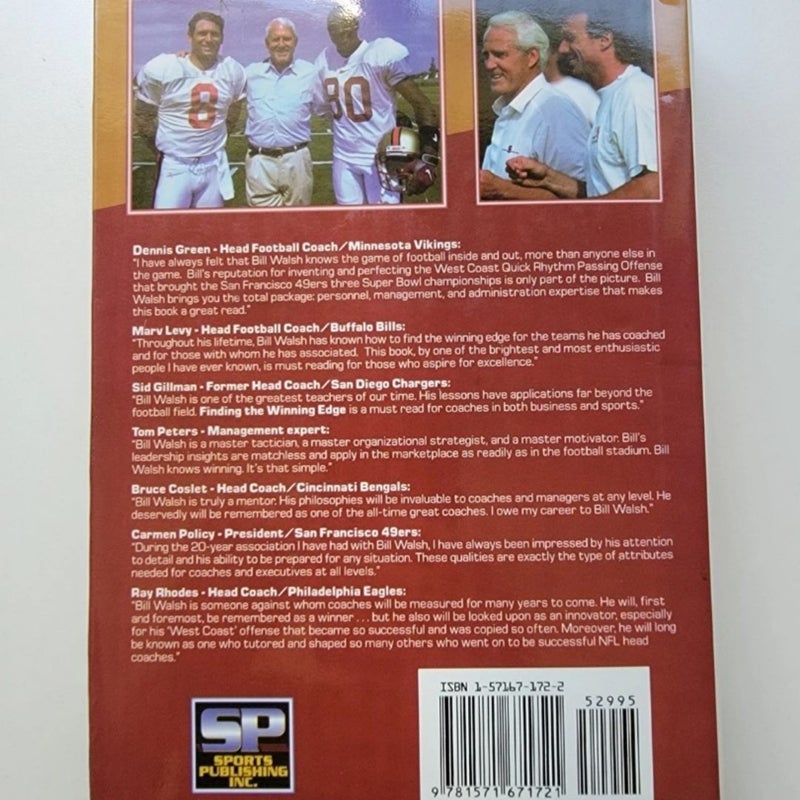 8
80
Dennis Green - Head Football Coach/Minnesota Vikings:
"I have always felt that Bill Walsh knows the game of football inside and out, more than anyone else in
the game. Bill's reputation for inventing and perfecting the West Coast Quick Rhythm Passing Offense
that brought the San Francisco 49ers three Super Bowl championships is only part of the picture. Bill
Walsh brings you the total package: personnel, management, and administration expertise that makes
this book a great read."
Marv Levy - Head Football Coach/Buffalo Bills:
"Throughout his lifetime, Bill Walsh has known how to find the winning edge for the teams he has coached
and for those with whom he has associated. This book, by one of the brightest and most enthusiastic
people I have ever known, is must reading for those who aspire for excellence."
Sid Gillman - Former Head Coach/San Diego Chargers:
"Bill Walsh is one of the greatest teachers of our time. His lessons have applications far beyond the
football field. Finding the Winning Edge is a must read for coaches in both business and sports."
Tom Peters - Management expert:
"Bill Walsh is a master tactician, a master organizational strategist, and a master motivator. Bill's
leadership insights are matchless and apply in the marketplace as readily as in the football stadium. Bill
Walsh knows winning. It's that simple."
Bruce Coslet - Head Coach/Cincinnati Bengals:
"Bill Walsh is truly a mentor. His philosophies will be invaluable to coaches and managers at any level. He
deservedly will be remembered as one of the all-time great coaches. I owe my career to Bill Walsh."
Carmen Policy - President/San Francisco 49ers:
"During the 20-year association I have had with Bill Walsh, I have always been impressed by his attention
to detail and his ability to be prepared for any situation. These qualities are exactly the type of attributes
needed for coaches and executives at all levels."
Ray Rhodes - Head Coach/Philadelphia Eagles:
"Bill Walsh is someone against whom coaches will be measured for many years to come. He will, first
and foremost, be remembered as a winner . . . but he also will be looked upon as an innovator, especially
for his 'West Coast' offense that became so successful and was copied so often. Moreover, he will long
be known as one who tutored and shaped so many others who went on to be successful NFL head
coaches."
SP
SPORTS
PUBLISHING
INC.
ISBN 1-57167-172-2
52995
9 781571 671721